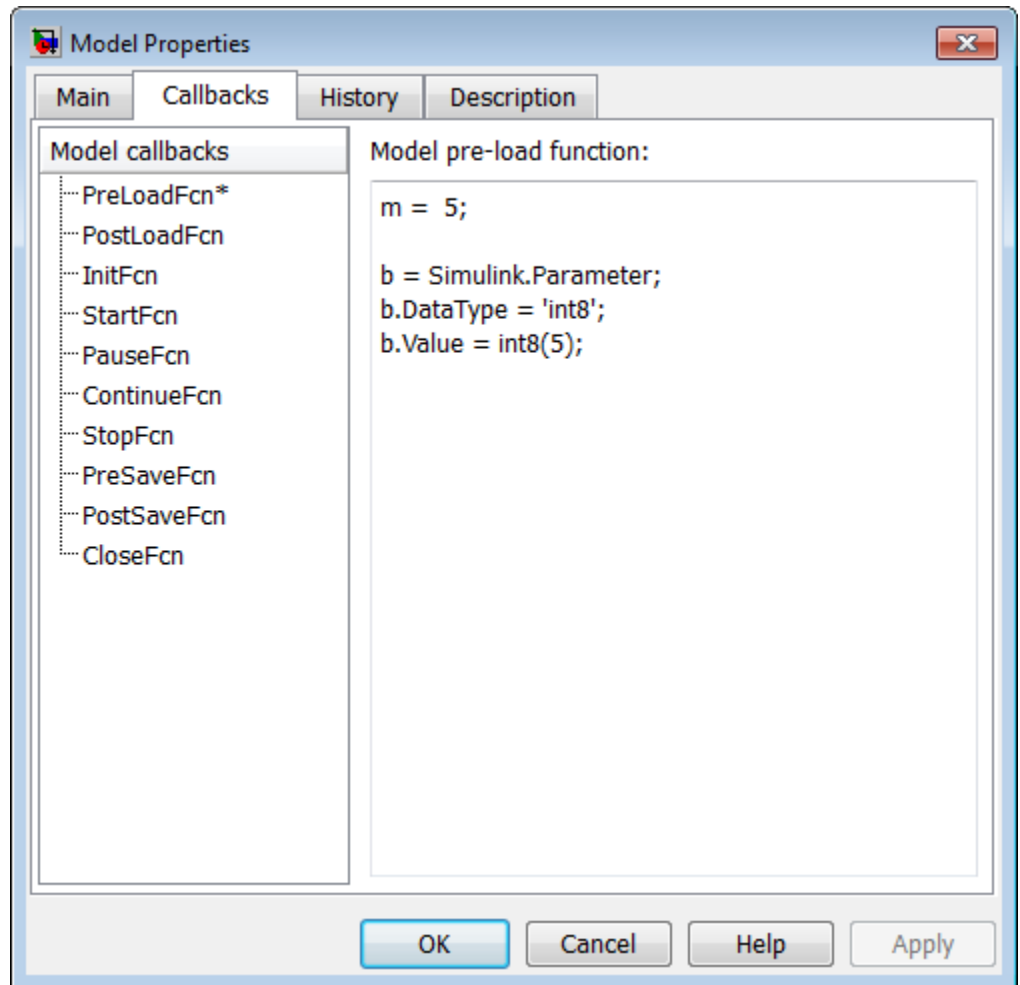 Model Properties
Main Callbacks History Description
Model callbacks
PreLoadFcn*
PostLoadFcn
InitFcn
StartFcn
PauseFcn
ContinueFcn
StopFcn
PreSaveFcn
PostSaveFcn
CloseFcn
Model pre-load function:
m =  5;
b = Simulink.Parameter;
b.DataType = 'int8';
b.Value = int8(5);
OK Cancel Help Apply